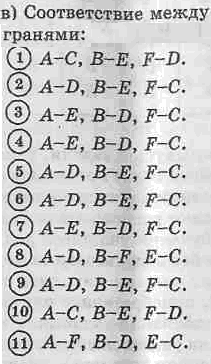 в) Соответствие между
гранями:
1 A–C, B–E, F–D.
2 A–D, B–E, F–C.
3 A–E, B–D, F–C.
4 A–E, B–D, F–C.
5 A–D, B–E, F–C.
6 A–D, B–E, F–C.
7 A–E, B–D, F–C.
8 A–D, B–F, E–C.
9 A–D, B–E, F–C.
10 A–C, B–E, F–D.
11 A–F, B–D, E–C.